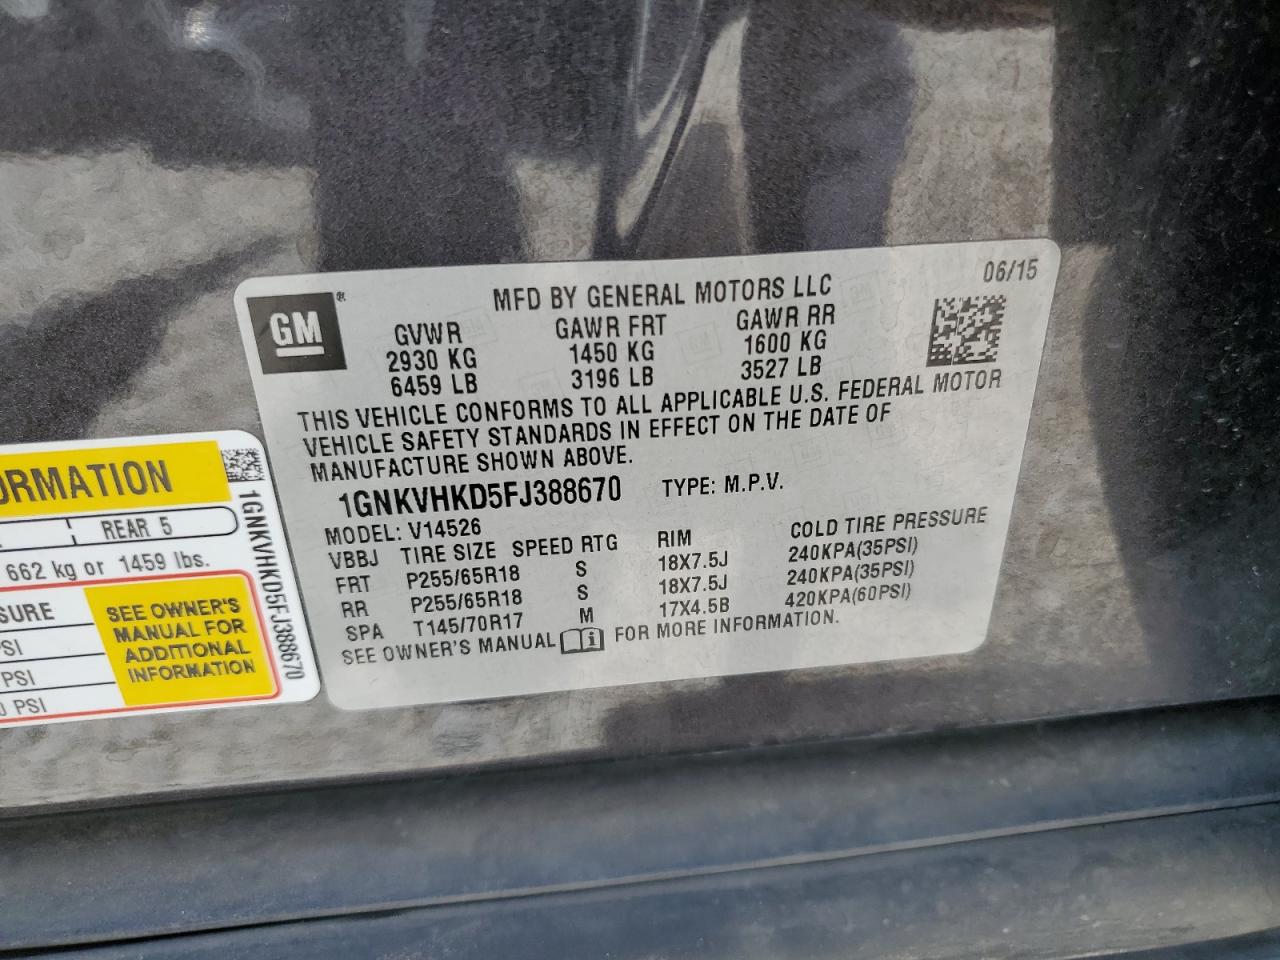 06/15
MFD BY GENERAL MOTORS LLC
GM®
GVWR GAWR FRT GAWR RR
2930 KG 1450 KG 1600 KG
6459 LB 3196 LB 3527 LB
THIS VEHICLE CONFORMS TO ALL APPLICABLE U.S. FEDERAL MOTOR
VEHICLE SAFETY STANDARDS IN EFFECT ON THE DATE OF
MANUFACTURE SHOWN ABOVE.
1GNKVHKD5FJ388670 TYPE: M.P.V.
MODEL: V14526
VBBJ TIRE SIZE SPEED RTG RIM COLD TIRE PRESSURE
FRT P255/65R18 S 18X7.5J 240KPA(35PSI)
RR P255/65R18 S 18X7.5J 240KPA(35PSI)
SPA T145/70R17 M 17X4.5B 420KPA(60PSI)
SEE OWNER'S MANUAL FOR MORE INFORMATION.
ORMATION
REAR 5
662 kg or 1459 lbs.
SSURE
PSI
PSI
0 PSI
SEE OWNER'S
MANUAL FOR
ADDITIONAL
INFORMATION
1GNKVHKD5FJ388670